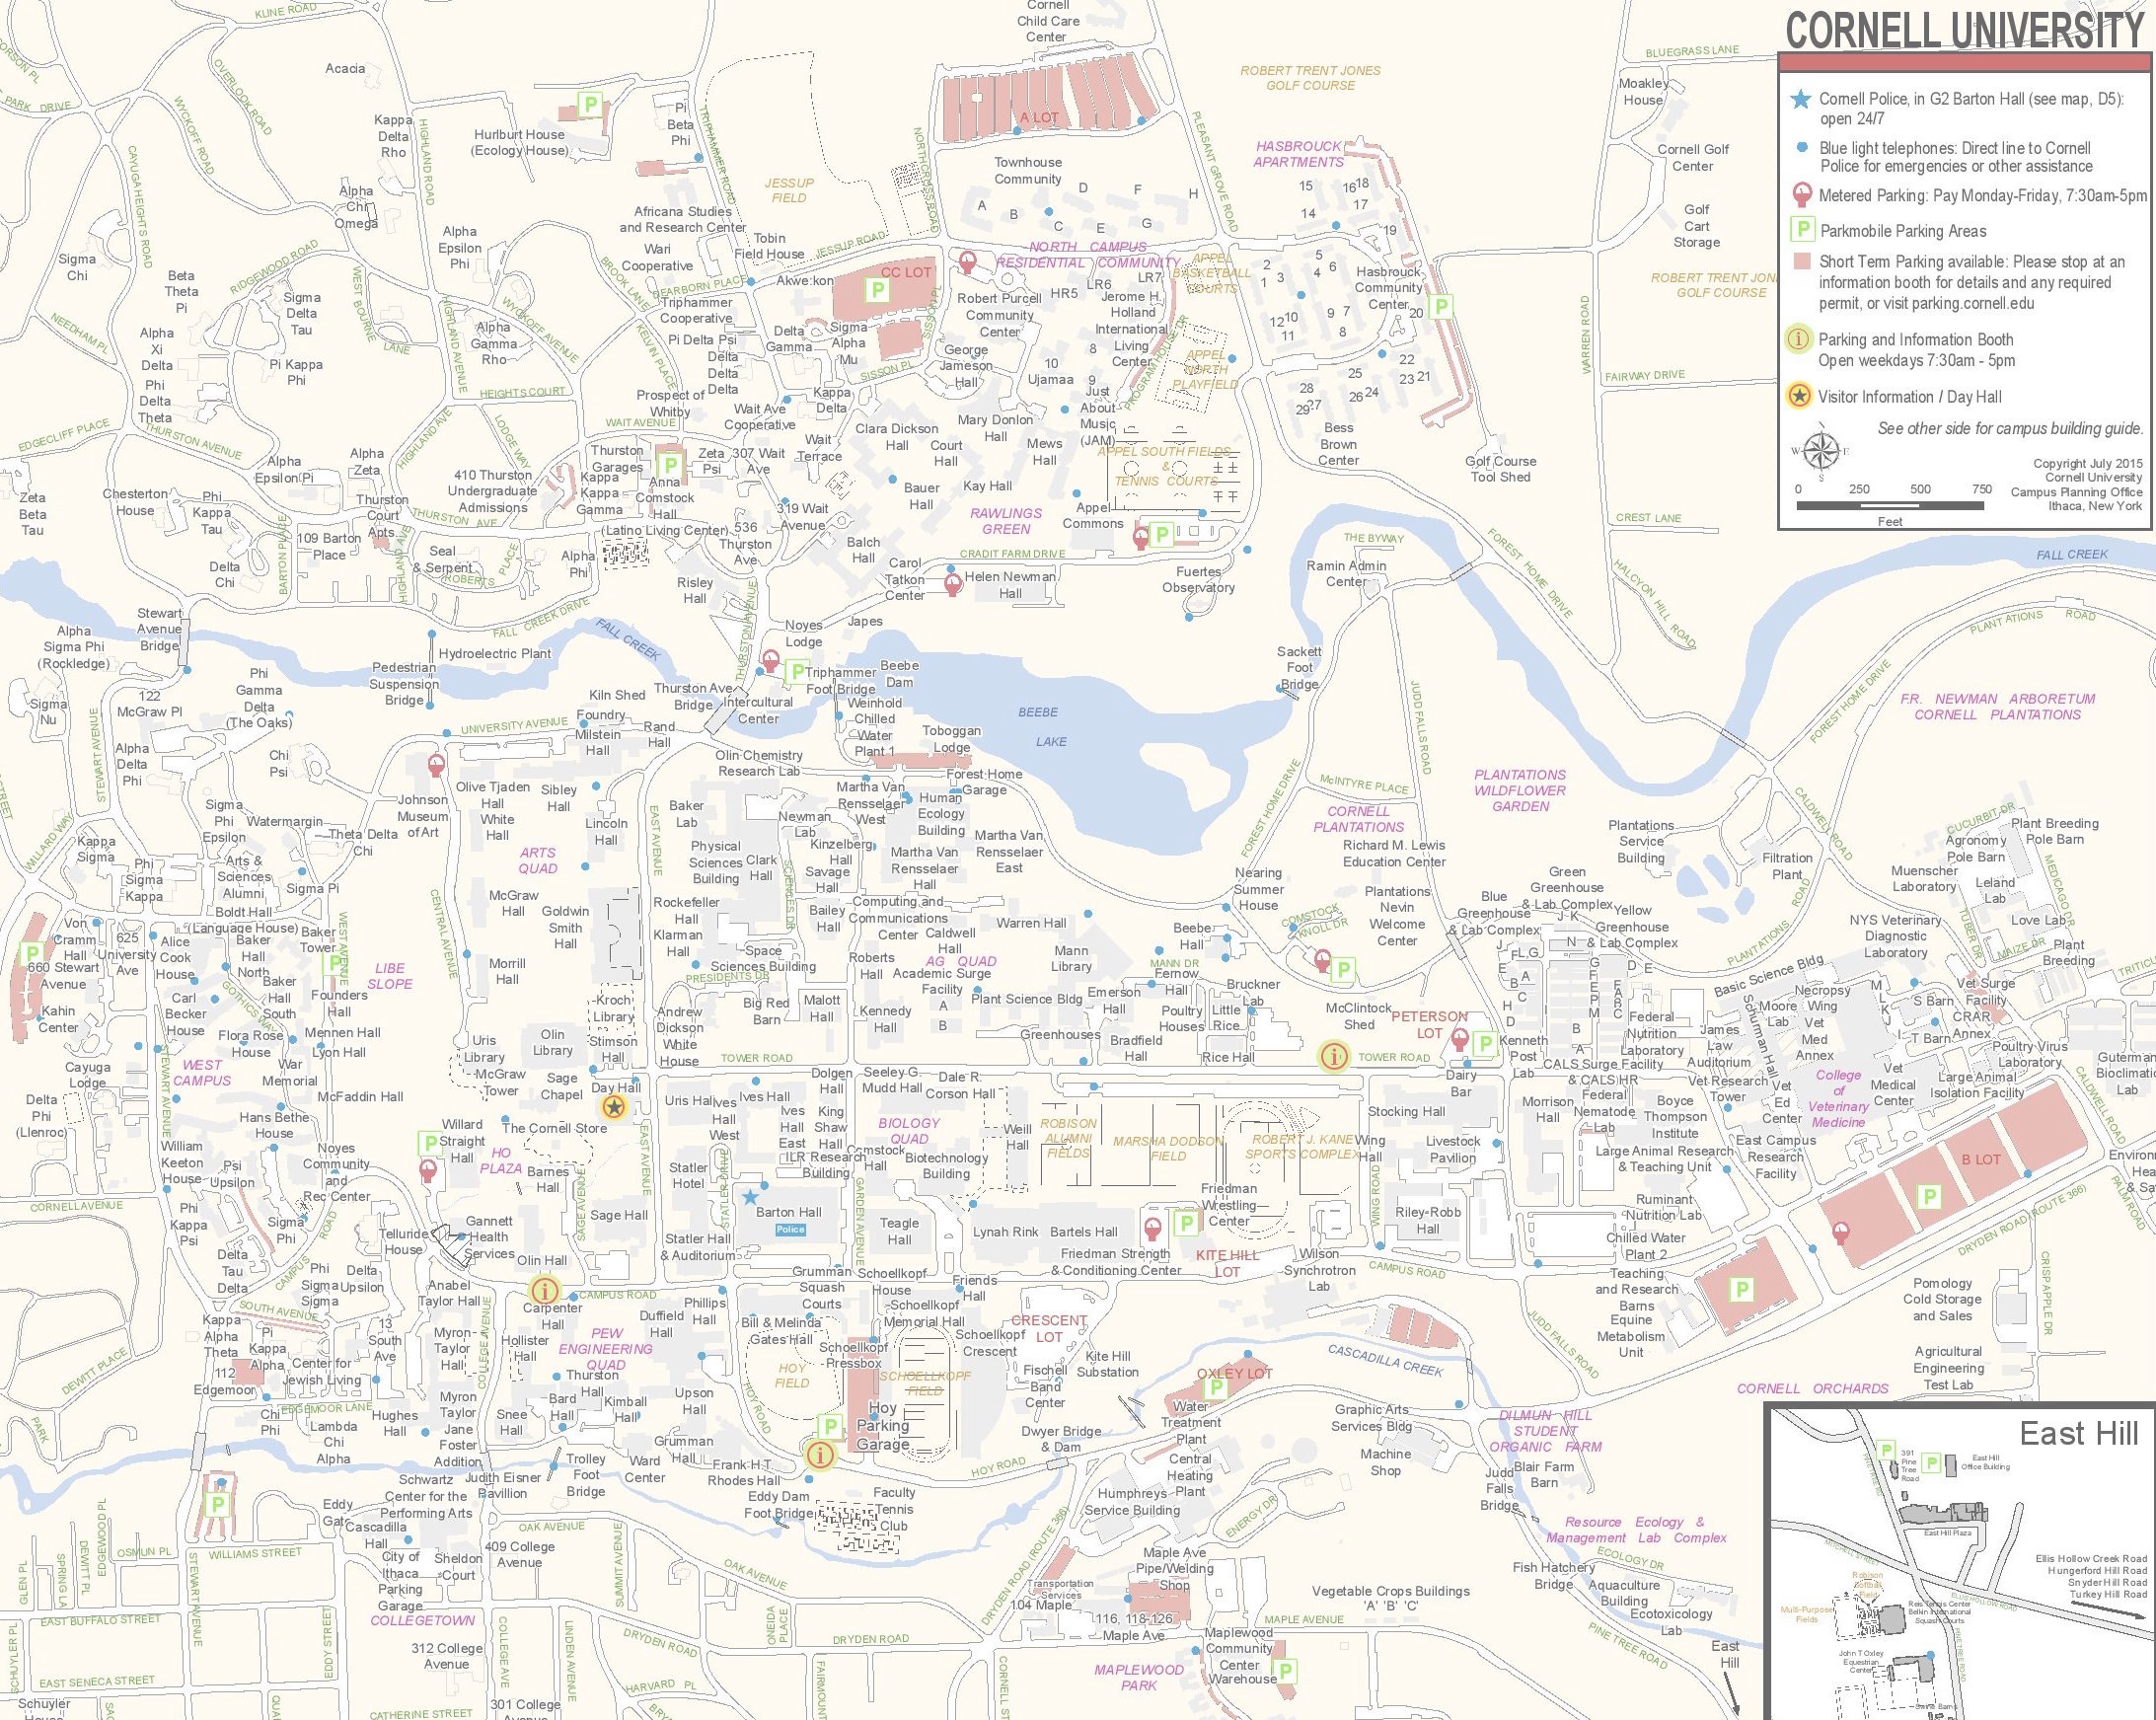 CORNELL UNIVERSITY
Cornell Police, in G2 Barton Hall (see map, D5):
open 24/7
Blue light telephones: Direct line to Cornell
Police for emergencies or other assistance
Metered Parking: Pay Monday-Friday, 7:30am-5pm
Parkmobile Parking Areas
Short Term Parking available: Please stop at an
information booth for details and any required
permit, or visit parking.cornell.edu
Parking and Information Booth
Open weekdays 7:30am - 5pm
Visitor Information / Day Hall
See other side for campus building guide.
Copyright July 2015
Cornell University
Campus Planning Office
Ithaca, New York
0 250 500 750
Feet
KLINE ROAD
Cornell
Child Care
Center
ROBERT TRENT JONES
GOLF COURSE
BLUEGRASS LANE
Moakley
House
Acacia
OVERLOOK ROAD
WYCKOFF ROAD
PARK DRIVE
Kappa
Delta
Rho
HIGHLAND ROAD
Hurlburt House
(Ecology House)
Pi
Beta
Phi
TRIPHAMMER ROAD
A LOT
PLEASANT GROVE ROAD
HASBROUCK
APARTMENTS
Cornell Golf
Center
Golf
Cart
Storage
CAYUGA HEIGHTS ROAD
Alpha
Chi
Omega
JESSUP
FIELD
Townhouse
Community
A B C D E F G H
Africana Studies
and Research Center
Wari
Cooperative
Tobin
Field House
JESSUP ROAD
NORTH CAMPUS
RESIDENTIAL COMMUNITY
APPEL
BASKETBALL
COURTS
Sigma
Chi
Beta
Theta
Pi
RIDGEWOOD ROAD
Alpha
Epsilon
Phi
Akwe:kon
CC LOT
Robert Purcell
Community
Center
HR5
LR6
LR7
Jerome H.
Holland
International
Living
Center
Hasbrouck
Community
Center
WARREN ROAD
FAIRWAY DRIVE
NEEDHAM PL
Sigma
Delta
Tau
Alpha
Xi
Delta
Phi
Delta
Theta
Pi Kappa
Phi
Alpha
Gamma
Rho
WYCKOFF AVENUE
KELVIN PLACE
DEARBORN PLACE
Triphammer
Cooperative
Pi Delta Psi
Delta
Delta
Delta
Delta
Gamma
Sigma
Alpha
Mu
SISSON PL
George
Jameson
Hall
Ujamaa
Just
About
Music
(JAM)
APPEL
NORTH
PLAYFIELD
HEIGHTS COURT
Prospect of
Whitby
Wait Ave
Cooperative
Kappa
Delta
Clara Dickson
Hall
Mary Donlon
Hall
Court
Hall
Mews
Hall
APPEL SOUTH FIELDS
&
TENNIS COURTS
Bess
Brown
Center
Golf Course
Tool Shed
EDGECLIFF PLACE
THURSTON AVENUE
WAIT AVENUE
Zeta
Beta
Tau
Chesterton
House
Phi
Kappa
Tau
Alpha
Epsilon Pi
Alpha
Zeta
Thurston
Court
Apts.
410 Thurston
Undergraduate
Admissions
Thurston
Garages
Kappa
Kappa
Gamma
Anna
Comstock
Hall
(Latino Living Center)
Zeta
Psi
307 Wait
Ave
Wait
Terrace
319 Wait
Avenue
536
Thurston
Ave
Bauer
Hall
Kay Hall
RAWLINGS
GREEN
Appel
Commons
CRADIT FARM DRIVE
Balch
Hall
Carol
Tatkon
Center
Helen Newman
Hall
Fuertes
Observatory
Ramin Admin
Center
THE BYWAY
FOREST HOME DRIVE
CREST LANE
HALCYON HILL ROAD
FALL CREEK
PLANTATIONS ROAD
109 Barton
Place
Delta
Chi
Seal
& Serpent
Alpha
Phi
Risley
Hall
Stewart
Avenue
Bridge
Alpha
Sigma Phi
(Rockledge)
FALL CREEK DRIVE
Hydroelectric Plant
Pedestrian
Suspension
Bridge
Noyes
Lodge
Japes
Triphammer
Foot Bridge
Beebe
Dam
Sackett
Foot
Bridge
F.R. NEWMAN ARBORETUM
CORNELL PLANTATIONS
Sigma
Nu
122
McGraw Pl
Phi
Gamma
Delta
(The Oaks)
Kiln Shed
Thurston Ave
Bridge
Intercultural
Center
Weinhold
Chilled
Water
Plant 1
BEEBE
LAKE
JUDD FALLS ROAD
UNIVERSITY AVENUE
Foundry
Milstein
Hall
Rand
Hall
Olin Chemistry
Research Lab
Toboggan
Lodge
Forest Home
Garage
Alpha
Delta
Phi
Chi
Psi
McINTYRE PLACE
CORNELL
PLANTATIONS
PLANTATIONS
WILDFLOWER
GARDEN
CALDWELL ROAD
Johnson
Museum
of Art
Olive Tjaden
Hall
White
Hall
Sibley
Hall
Lincoln
Hall
Baker
Lab
Newman
Lab
Martha Van
Rensselaer
West
Human
Ecology
Building
Sigma
Phi
Epsilon
Watermargin
Theta Delta
Chi
ARTS
QUAD
EAST AVENUE
Physical
Sciences
Building
Clark
Hall
Kinzelberg
Hall
Savage
Hall
Martha Van
Rensselaer
Hall
Martha Van
Rensselaer
East
Richard M. Lewis
Education Center
Plantations
Service
Building
Filtration
Plant
CUCURBIT DR
Plant Breeding
Pole Barn
Agronomy
Pole Barn
Muenscher
Laboratory
Leland
Lab
Love Lab
MEDICAGO DR
WILLARD WAY
Kappa
Sigma
Phi
Sigma
Kappa
Arts &
Sciences
Alumni
Sigma Pi
McGraw
Hall
Goldwin
Smith
Hall
Rockefeller
Hall
Klarman
Hall
Bailey
Hall
Computing and
Communications
Center
Warren Hall
Nearing
Summer
House
Plantations
Nevin
Welcome
Center
COMSTOCK
KNOLL DR
Blue
Greenhouse
& Lab Complex
Green
Greenhouse
& Lab Complex
Yellow
Greenhouse
& Lab Complex
NYS Veterinary
Diagnostic
Laboratory
TUBER DR
MAIZE DR
Plant
Breeding
Von
Cramm
Hall
625
University
Ave
Boldt Hall
(Language House)
Alice
Cook
House
Baker
Hall
North
Baker
Tower
WEST AVENUE
LIBE
SLOPE
CENTRAL AVENUE
Morrill
Hall
Space
Sciences Building
PRESIDENTS DR
Roberts
Hall
Caldwell
Hall
AG QUAD
Academic Surge
Facility
A
B
Mann
Library
Beebe
Hall
MANN DR
Fernow
Hall
Bruckner
Lab
660 Stewart
Avenue
Kahin
Center
Carl
Becker
House
GOTHICS WAY
Baker
Hall
South
Founders
Hall
Kroch
Library
Andrew
Dickson
White
House
Big Red
Barn
Malott
Hall
Kennedy
Hall
Plant Science Bldg
Emerson
Hall
Poultry
Houses
Little
Rice
McClintock
Shed
PETERSON
LOT
Federal
Nutrition
Laboratory
James
Law
Auditorium
Basic Science Bldg
Schurman Hall
Moore
Lab
Necropsy
Wing
Vet
Med
Annex
S Barn
T Barn
CRAR
Annex
Vet Surge
Facility
Poultry Virus
Laboratory
Flora Rose
House
Mennen Hall
Lyon Hall
War
Memorial
McFaddin Hall
WEST
CAMPUS
Uris
Library
McGraw
Tower
Olin
Library
Stimson
Hall
Sage
Chapel
Day Hall
TOWER ROAD
Greenhouses
Bradfield
Hall
Rice Hall
TOWER ROAD
Dairy
Bar
Kenneth
Post
Lab
CALS Surge Facility
& CALS HR
Federal
Nematode
Lab
Vet Research
Tower
Vet
Ed
Center
College
of
Veterinary
Medicine
Vet
Medical
Center
Large Animal
Isolation Facility
Cayuga
Lodge
Delta
Phi
(Llenroc)
Hans Bethe
House
Willard
Straight
Hall
The Cornell Store
HO
PLAZA
Uris Hall
Ives
Hall
West
Ives Hall
Ives
Hall
East
King
Shaw
Hall
Dolgen
Hall
Seeley G.
Mudd Hall
Dale R.
Corson Hall
BIOLOGY
QUAD
Weill
Hall
ROBISON
ALUMNI
FIELDS
MARSHA DODSON
FIELD
ROBERT J. KANE
SPORTS COMPLEX
Stocking Hall
Wing
Hall
Livestock
Pavilion
Morrison
Hall
Boyce
Thompson
Institute
Large Animal Research
& Teaching Unit
East Campus
Research
Facility
B LOT
CORNELL AVENUE
William
Keeton
House
Psi
Upsilon
Noyes
Community
and
Rec Center
Barnes
Hall
Statler
Hotel
ILR Research
Building
Comstock
Hall
Biotechnology
Building
Phi
Kappa
Psi
Sigma
Phi
Telluride
House
Gannett
Health
Services
Olin Hall
Sage Hall
SAGE AVENUE
Statler Hall
& Auditorium
STATLER DRIVE
Barton Hall
Police
GARDEN AVENUE
Teagle
Hall
Lynah Rink
Bartels Hall
Friedman
Wrestling
Center
Friedman Strength
& Conditioning Center
KITE HILL
LOT
Wilson
Synchrotron
Lab
WING ROAD
Riley-Robb
Hall
CAMPUS ROAD
Ruminant
Nutrition Lab
Chilled Water
Plant 2
Teaching
and Research
Barns
Equine
Metabolism
Unit
DRYDEN ROAD (ROUTE 366)
PALM ROAD
Delta
Tau
Delta
Phi
Sigma
Sigma
Delta
Upsilon
Anabel
Taylor Hall
Carpenter
Hall
CAMPUS ROAD
Grumman
Squash
Courts
Schoellkopf
House
Friends
Hall
Schoellkopf
Memorial Hall
CRESCENT
LOT
Pomology
Cold Storage
and Sales
CRISP APPLE DR
SOUTH AVENUE
Kappa
Alpha
Theta
Pi
Kappa
Alpha
13
South
Ave
Myron
Taylor
Hall
Hollister
Hall
PEW
ENGINEERING
QUAD
Duffield
Hall
Phillips
Hall
Bill & Melinda
Gates Hall
Schoellkopf
Pressbox
Schoellkopf
Crescent
HOY
FIELD
SCHOELLKOPF
FIELD
Fischell
Band
Center
Kite Hill
Substation
OXLEY LOT
CASCADILLA CREEK
JUDD FALLS ROAD
Agricultural
Engineering
Test Lab
CORNELL ORCHARDS
DEWITT PLACE
112
Edgemoor
Center for
Jewish Living
EDGEMOOR LANE
Chi
Phi
Lambda
Chi
Alpha
Hughes
Hall
Myron
Taylor
Jane
Foster
Addition
Snee
Hall
Bard
Hall
Thurston
Hall
Kimball
Hall
Upson
Hall
Grumman
Hall
HOY ROAD
Hoy
Parking
Garage
Water
Treatment
Plant
Graphic Arts
Services Bldg
DILMUN HILL
STUDENT
ORGANIC FARM
Dwyer Bridge
& Dam
HOY ROAD
Central
Heating
Plant
Machine
Shop
Judd
Falls
Bridge
Blair Farm
Barn
Schwartz
Center for the
Performing Arts
Judith Eisner
Pavillion
Trolley
Foot
Bridge
Ward
Center
Frank H.T.
Rhodes Hall
Eddy Dam
Foot Bridge
Faculty
Tennis
Club
Humphreys
Service Building
ENERGY DR
Resource Ecology &
Management Lab Complex
Eddy
Gate
Cascadilla
Hall
OAK AVENUE
409 College
Avenue
City of
Ithaca
Parking
Garage
Sheldon
Court
OSMUN PL
WILLIAMS STREET
Maple Ave
Pipe/Welding
Shop
Transportation
Services
104 Maple
116, 118-126
Maple Ave
Vegetable Crops Buildings
'A' 'B' 'C'
Fish Hatchery
Bridge
ECOLOGY DR
Aquaculture
Building
Ecotoxicology
Lab
EAST BUFFALO STREET
COLLEGETOWN
STEWART AVENUE
EDDY STREET
COLLEGE AVE
LINDEN AVENUE
SUMMIT AVENUE
OAK AVENUE
DRYDEN ROAD
ONEIDA
PLACE
DRYDEN ROAD
MAPLE AVENUE
312 College
Avenue
MAPLEWOOD
PARK
Maplewood
Community
Center
Warehouse
PINE TREE ROAD
East
Hill
EAST SENECA STREET
301 College
HARVARD PL
CATHERINE STREET
CORNELL ST
East Hill
391
Pine
Tree
Road
East Hill
Office Building
East Hill Plaza
Ellis Hollow Creek Road
Hungerford Hill Road
Snyder Hill Road
Turkey Hill Road
Multi-Purpose
Fields
Reis Tennis Center
Belkin International
Squash Courts
John T Oxley
Equestrian
Center